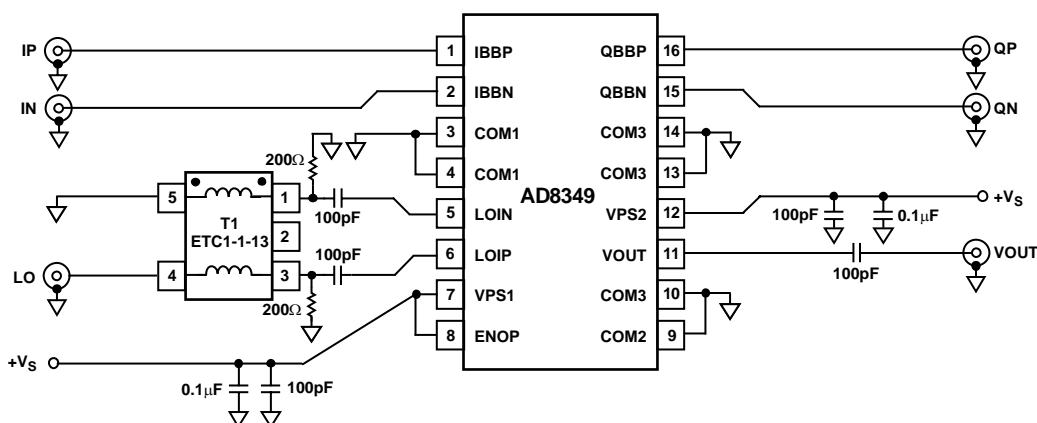 IP
1 IBBP QBBP 16
QP
IN
2 IBBN QBBN 15
QN
3 COM1 COM3 14
200Ω
4 COM1 COM3 13
AD8349
5 1
100pF
5 LOIN VPS2 12
100pF 0.1μF
+VS
T1
ETC1-1-13
2
LO
4 3
100pF
6 LOIP VOUT 11
100pF
VOUT
200Ω
7 VPS1 COM3 10
8 ENOP COM2 9
+VS
0.1μF 100pF